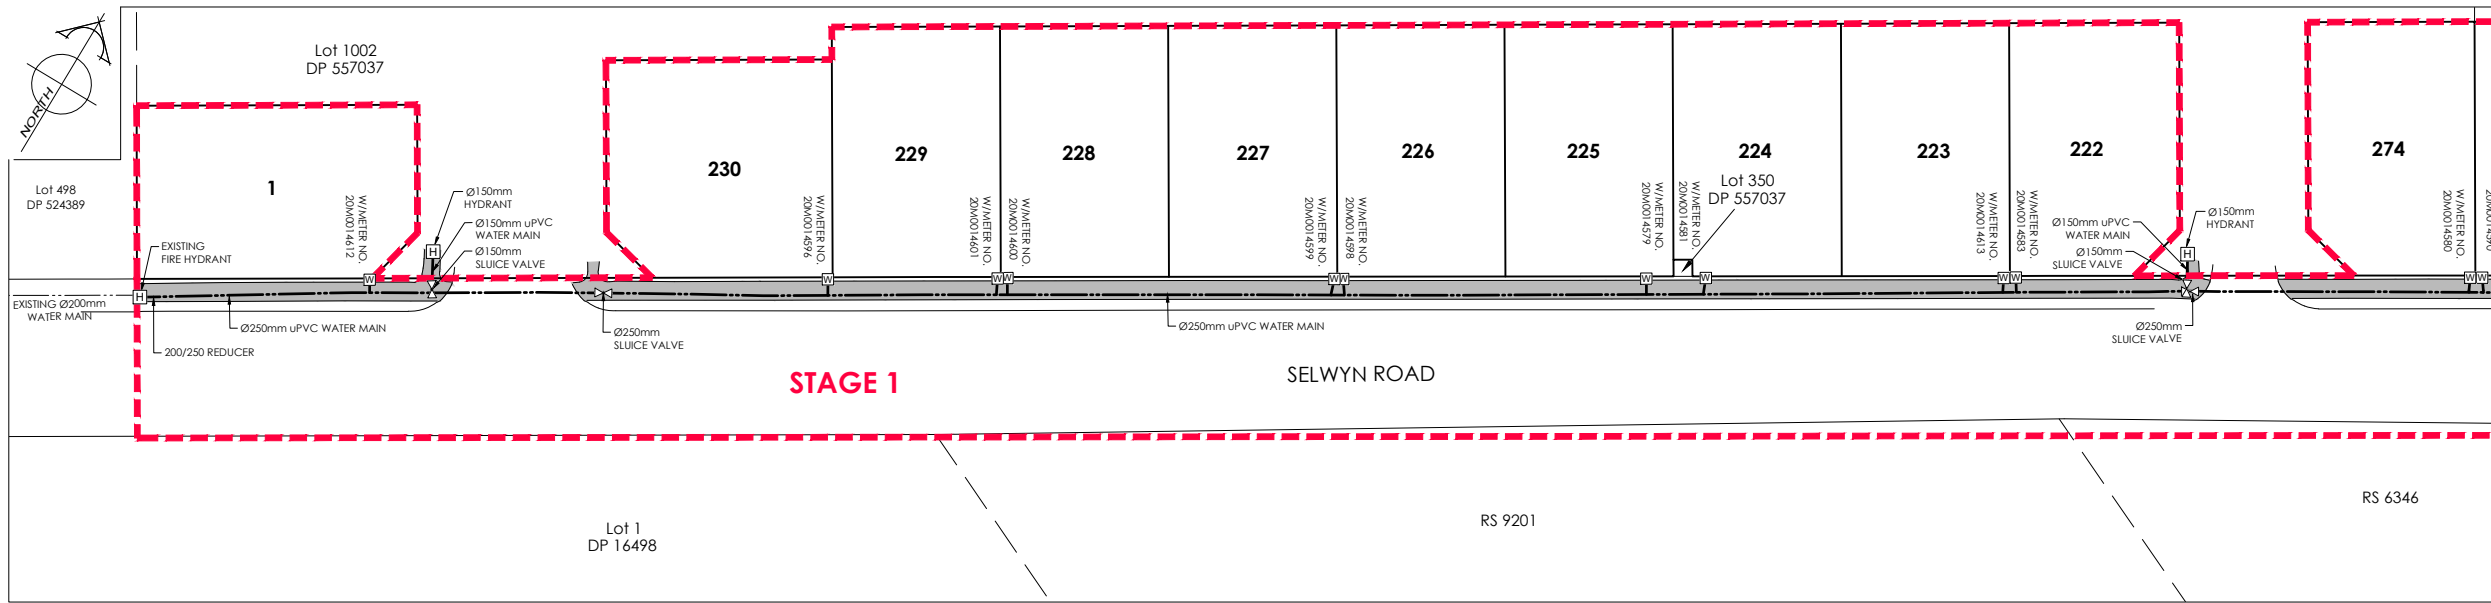 NORTH
Lot 1002
DP 557037
Lot 498
DP 524389
1
230
229
228
227
226
225
224
223
222
274
Lot 350
DP 557037
W/METER NO.
20M0014612
W/METER NO.
20M0014596
W/METER NO.
20M0014601
W/METER NO.
20M0014600
W/METER NO.
20M0014599
W/METER NO.
20M0014598
W/METER NO.
20M0014579
W/METER NO.
20M0014581
W/METER NO.
20M0014613
W/METER NO.
20M0014583
W/METER NO.
20M0014580
Ø150mm
HYDRANT
Ø150mm uPVC
WATER MAIN
Ø150mm
SLUICE VALVE
EXISTING
FIRE HYDRANT
Ø150mm uPVC
WATER MAIN
Ø150mm
SLUICE VALVE
Ø150mm
HYDRANT
H
H
H
W
W
W
W
W
W
W
W
W
W
W
W
EXISTING Ø200mm
WATER MAIN
Ø250mm uPVC WATER MAIN
200/250 REDUCER
Ø250mm
SLUICE VALVE
Ø250mm uPVC WATER MAIN
Ø250mm
SLUICE VALVE
STAGE 1
SELWYN ROAD
Lot 1
DP 16498
RS 9201
RS 6346